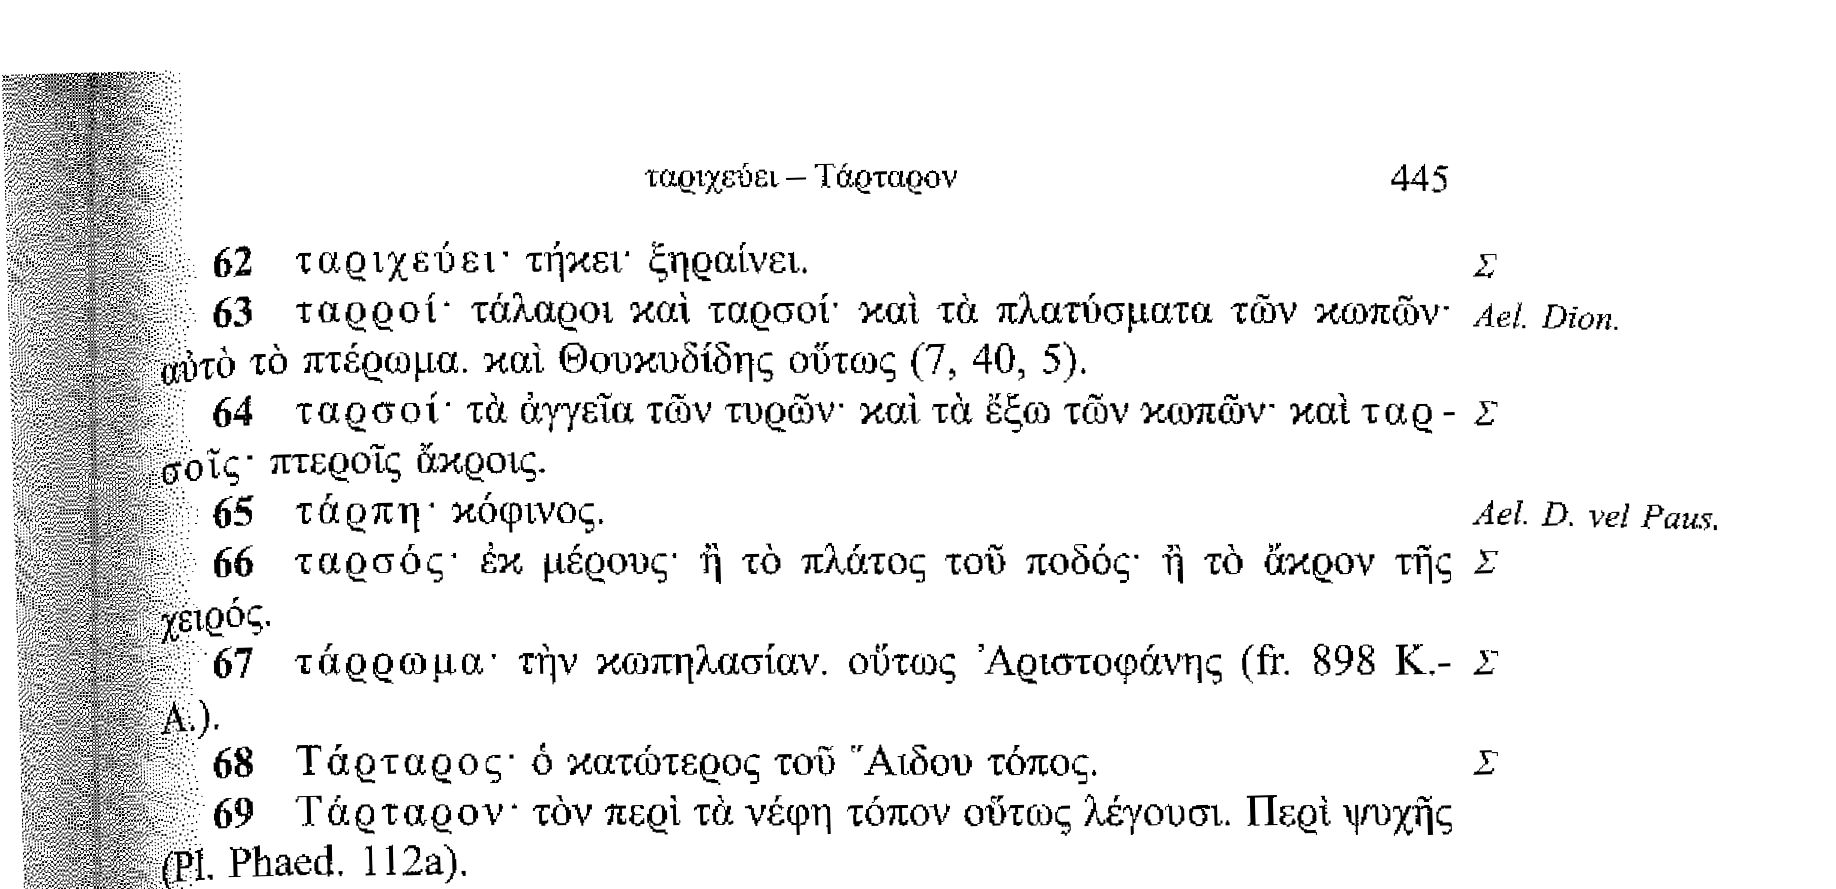 ταριχεύει – Τάρταρον 445
62 ταριχεύει· τήκει· ξηραίνει. Σ
63 ταρροί· τάλαροι καὶ ταρσοί· καὶ τὰ πλατύσματα τῶν κωπῶν· Ael. Dion.
αὐτὸ τὸ πτέρωμα. καὶ Θουκυδίδης οὕτως (7, 40, 5).
64 ταρσοί· τὰ ἀγγεῖα τῶν τυρῶν· καὶ τὰ ἔξω τῶν κωπῶν· καὶ ταρ- Σ
σοῖς· πτεροῖς ἄκροις.
65 τάρπη· κόφινος. Ael. D. vel Paus.
66 ταρσός· ἐκ μέρους· ἢ τὸ πλάτος τοῦ ποδός· ἢ τὸ ἄκρον τῆς Σ
χειρός.
67 τάρρωμα· τὴν κωπηλασίαν. οὕτως Ἀριστοφάνης (fr. 898 K.- Σ
A.).
68 Τάρταρος· ὁ κατώτερος τοῦ Ἅιδου τόπος. Σ
69 Τάρταρον· τὸν περὶ τὰ νέφη τόπον οὕτως λέγουσι. Περὶ ψυχῆς
(Pl. Phaed. 112a).